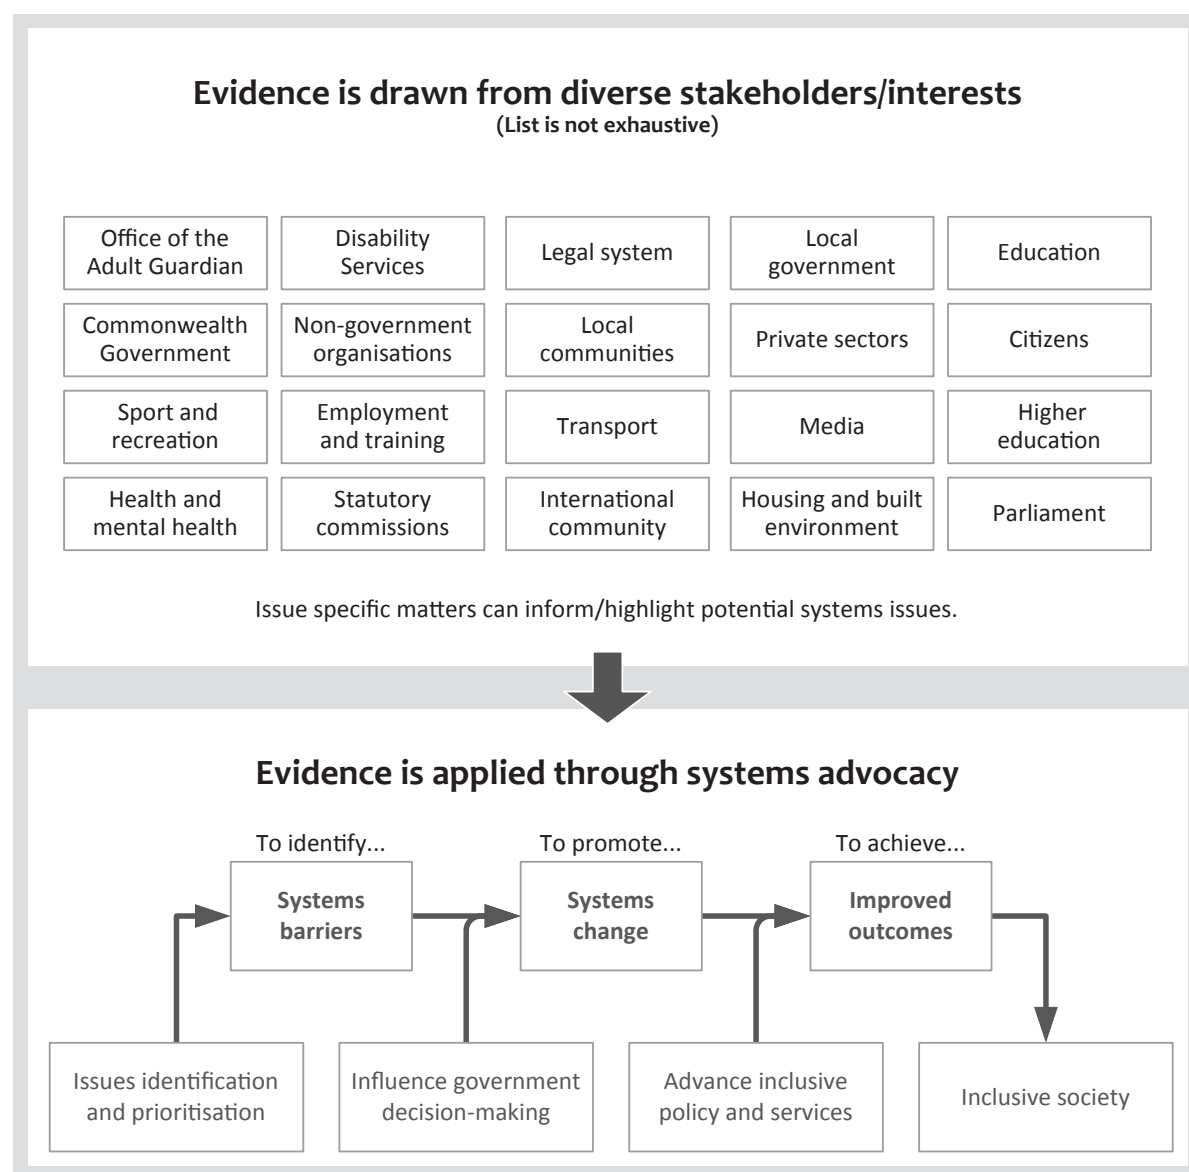 Evidence is drawn from diverse stakeholders/interests
(List is not exhaustive)
Office of the
Adult Guardian
Disability
Services
Legal system
Local
government
Education
Commonwealth
Government
Non-government
organisations
Local
communities
Private sectors
Citizens
Sport and
recreation
Employment
and training
Transport
Media
Higher
education
Health and
mental health
Statutory
commissions
International
community
Housing and built
environment
Parliament
Issue specific matters can inform/highlight potential systems issues.
Evidence is applied through systems advocacy
To identify...
To promote...
To achieve...
Systems
barriers
Systems
change
Improved
outcomes
Issues identification
and prioritisation
Influence government
decision-making
Advance inclusive
policy and services
Inclusive society